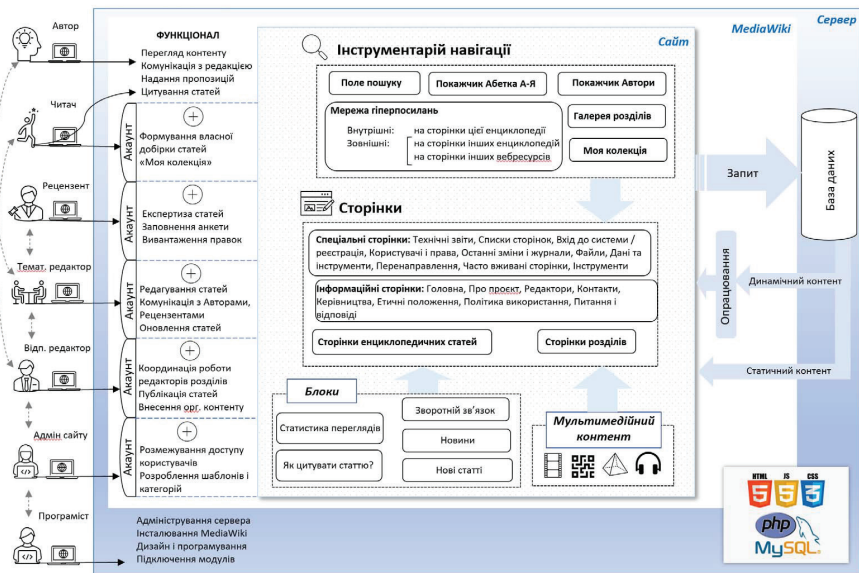 Сервер
MediaWiki
Сайт
Автор
Читач
Рецензент
Темат. редактор
Відп. редактор
Адмін сайту
Програміст
ФУНКЦІОНАЛ
Перегляд контенту
Комунікація з редакцією
Надання пропозицій
Цитування статей
Акаунт
Формування власної
добірки статей
«Моя колекція»
Акаунт
Експертиза статей
Заповнення анкети
Вивантаження правок
Акаунт
Редагування статей
Комунікація з Авторами,
Рецензентами
Оновлення статей
Акаунт
Координація роботи
редакторів розділів
Публікація статей
Внесення орг. контенту
Акаунт
Розмежування доступу
користувачів
Розроблення шаблонів і
категорій
Адміністрування сервера
Інсталювання MediaWiki
Дизайн і програмування
Підключення модулів
Інструментарій навігації
Поле пошуку
Покажчик Абетка А-Я
Покажчик Автори
Мережа гіперпосилань
Внутрішні: на сторінки цієї енциклопедії
Зовнішні: на сторінки інших енциклопедій
на сторінки інших вебресурсів
Галерея розділів
Моя колекція
Сторінки
Спеціальні сторінки: Технічні звіти, Списки сторінок, Вхід до системи /
реєстрація, Користувачі і права, Останні зміни і журнали, Файли, Дані та
інструменти, Перенаправлення, Часто вживані сторінки, Інструменти
Інформаційні сторінки: Головна, Про проєкт, Редактори, Контакти,
Керівництва, Етичні положення, Політика використання, Питання і
відповіді
Сторінки енциклопедичних статей
Сторінки розділів
Блоки
Статистика переглядів
Як цитувати статтю?
Зворотній зв’язок
Новини
Нові статті
Мультимедійний
контент
Запит
База даних
Опрацювання
Динамічний контент
Статичний контент
HTML JS CSS
5 5 3
php
MySQL